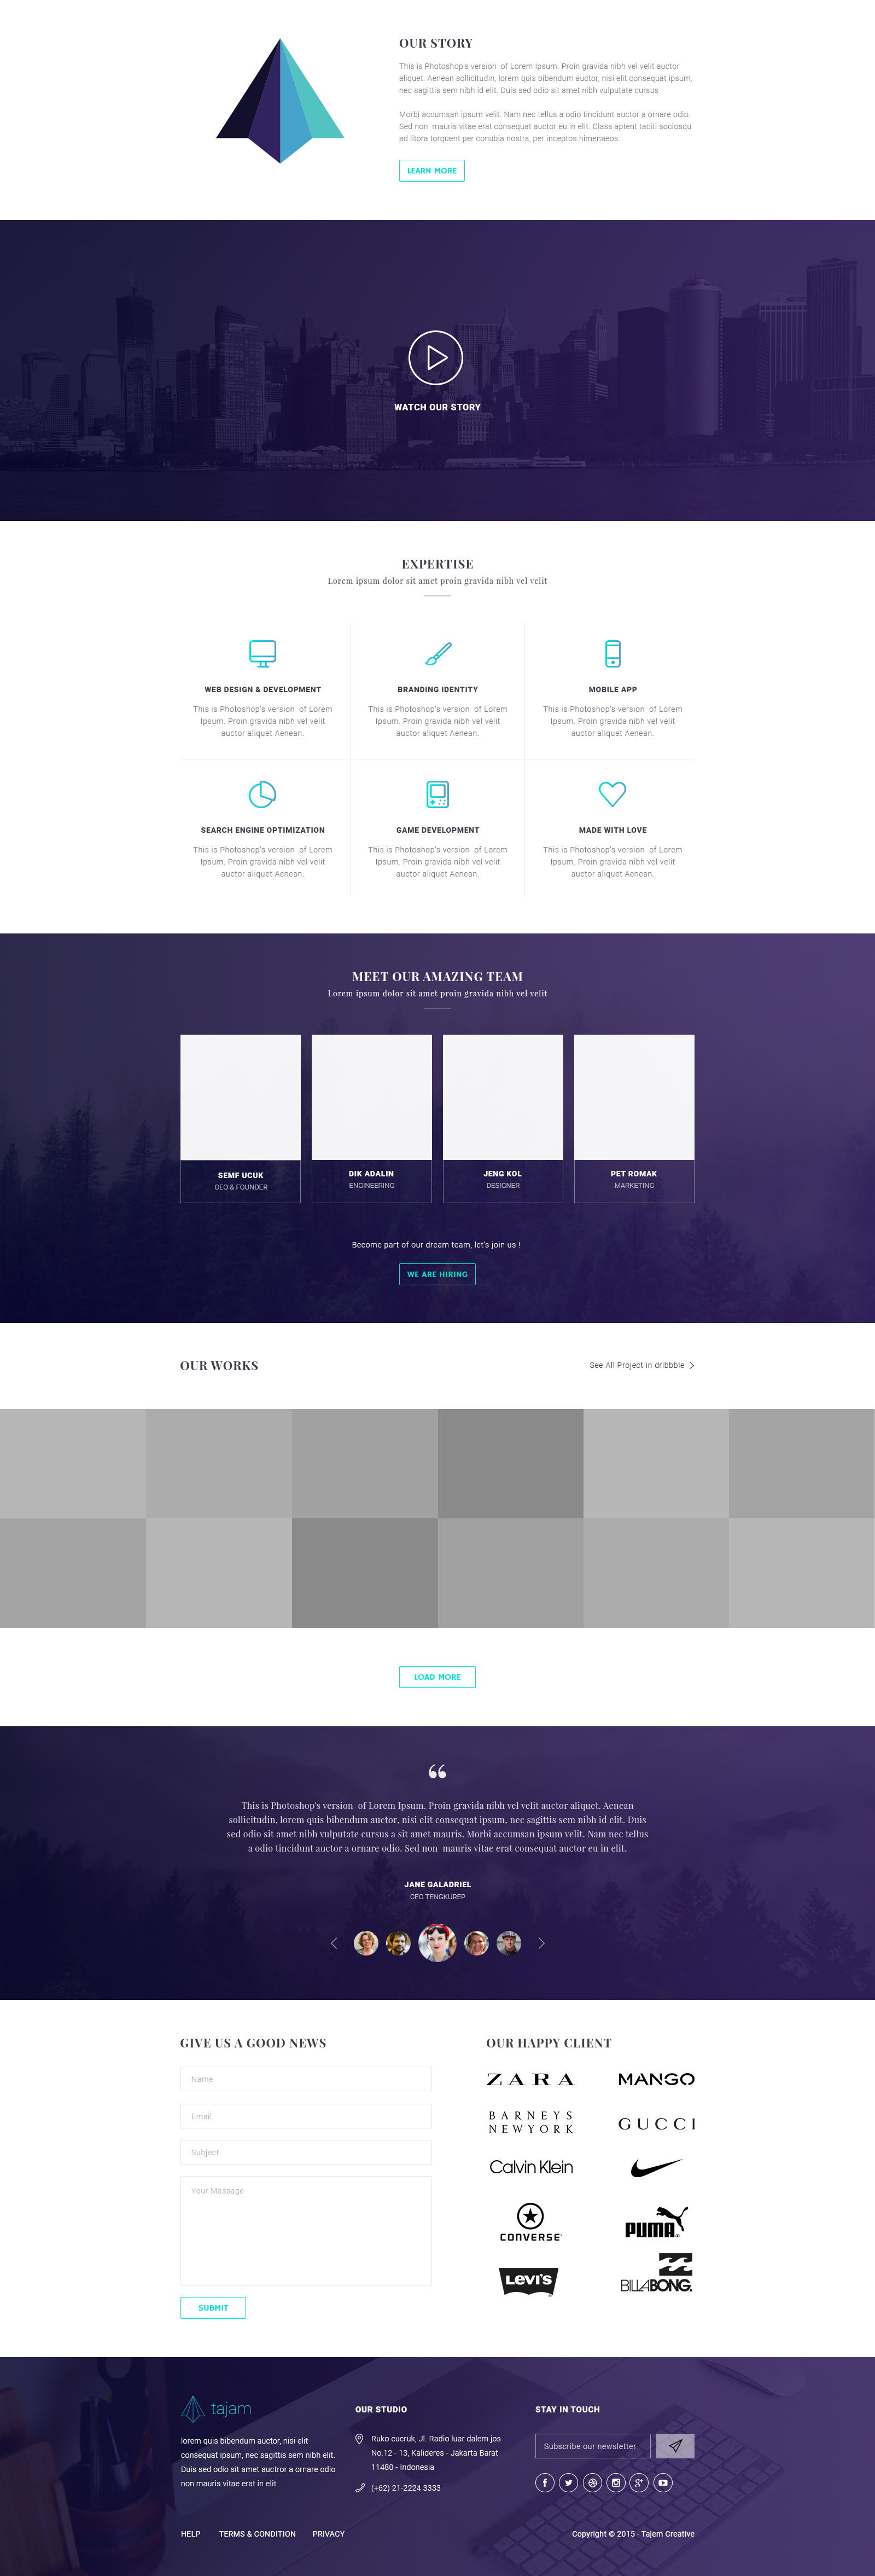 OUR STORY
This is Photoshop's version of Lorem Ipsum. Proin gravida nibh vel velit auctor
aliquet. Aenean sollicitudin, lorem quis bibendum auctor, nisi elit consequat ipsum,
nec sagittis sem nibh id elit. Duis sed odio sit amet nibh vulputate cursus
Morbi accumsan ipsum velit. Nam nec tellus a odio tincidunt auctor a ornare odio.
Sed non mauris vitae erat consequat auctor eu in elit. Class aptent taciti sociosqu
ad litora torquent per conubia nostra, per inceptos himenaeos.
LEARN MORE
WATCH OUR STORY
EXPERTISE
Lorem ipsum dolor sit amet proin gravida nibh vel velit
WEB DESIGN & DEVELOPMENT
This is Photoshop's version of Lorem
Ipsum. Proin gravida nibh vel velit
auctor aliquet Aenean.
BRANDING IDENTITY
This is Photoshop's version of Lorem
Ipsum. Proin gravida nibh vel velit
auctor aliquet Aenean.
MOBILE APP
This is Photoshop's version of Lorem
Ipsum. Proin gravida nibh vel velit
auctor aliquet Aenean.
SEARCH ENGINE OPTIMIZATION
This is Photoshop's version of Lorem
Ipsum. Proin gravida nibh vel velit
auctor aliquet Aenean.
GAME DEVELOPMENT
This is Photoshop's version of Lorem
Ipsum. Proin gravida nibh vel velit
auctor aliquet Aenean.
MADE WITH LOVE
This is Photoshop's version of Lorem
Ipsum. Proin gravida nibh vel velit
auctor aliquet Aenean.
MEET OUR AMAZING TEAM
Lorem ipsum dolor sit amet proin gravida nibh vel velit
SEMF UCUK
CEO & FOUNDER
DIK ADALIN
ENGINEERING
JENG KOL
DESIGNER
PET ROMAK
MARKETING
Become part of our dream team, let's join us !
WE ARE HIRING
OUR WORKS
See All Project in dribbble
LOAD MORE
“
This is Photoshop's version of Lorem Ipsum. Proin gravida nibh vel velit auctor aliquet. Aenean
sollicitudin, lorem quis bibendum auctor, nisi elit consequat ipsum, nec sagittis sem nibh id elit. Duis
sed odio sit amet nibh vulputate cursus a sit amet mauris. Morbi accumsan ipsum velit. Nam nec tellus
a odio tincidunt auctor a ornare odio. Sed non mauris vitae erat consequat auctor eu in elit.
JANE GALADRIEL
CEO TENGKUREP
GIVE US A GOOD NEWS
Name
Email
Subject
Your Massage
SUBMIT
OUR HAPPY CLIENT
ZARA
MANGO
BARNEYS
NEWYORK
GUCCI
Calvin Klein
CONVERSE
PUMA
LEVI'S
BILLABONG
tajam
lorem quis bibendum auctor, nisi elit
consequat ipsum, nec sagittis sem nibh elit.
Duis sed odio sit amet auctror a ornare odio
non mauris vitae erat in elit
OUR STUDIO
Ruko cucruk, Jl. Radio luar dalem jos
No.12 - 13, Kalideres - Jakarta Barat
11480 - Indonesia
(+62) 21-2224 3333
STAY IN TOUCH
Subscribe our newsletter
HELP
TERMS & CONDITION
PRIVACY
Copyright © 2015 - Tajem Creative